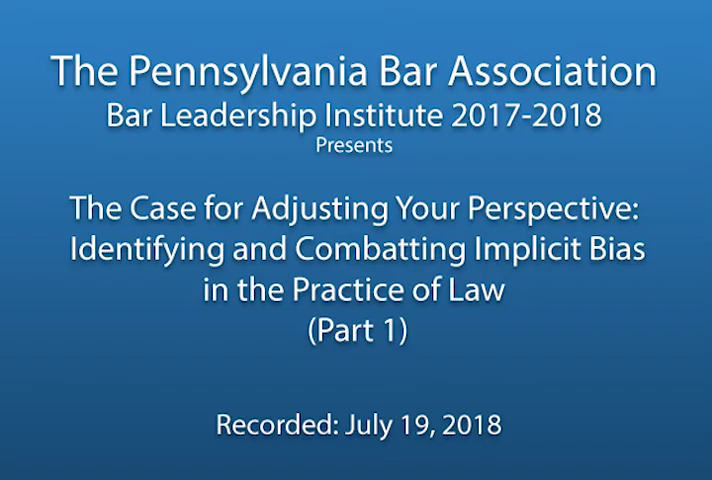 The Pennsylvania Bar Association
Bar Leadership Institute 2017-2018
Presents
The Case for Adjusting Your Perspective:
Identifying and Combatting Implicit Bias
in the Practice of Law
(Part 1)
Recorded: July 19, 2018